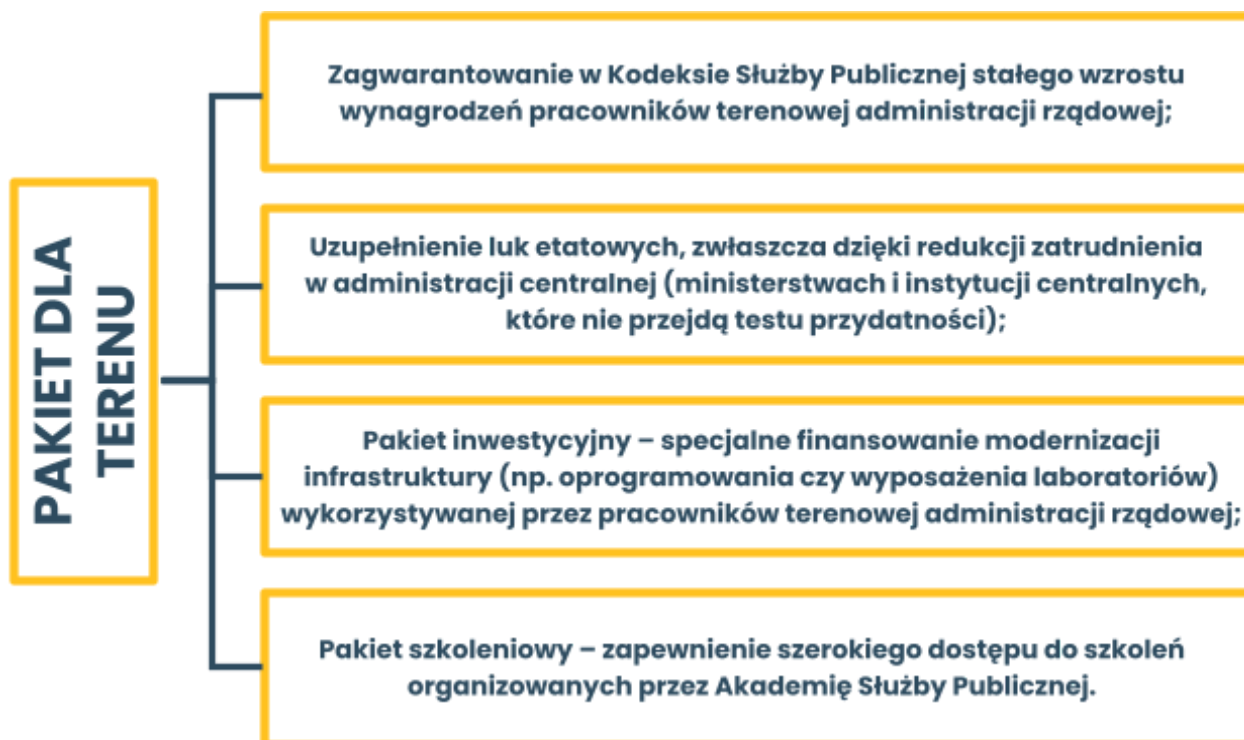 PAKIET DLA
TERENU
Zagwarantowanie w Kodeksie Służby Publicznej stałego wzrostu
wynagrodzeń pracowników terenowej administracji rządowej;
Uzupełnienie luk etatowych, zwłaszcza dzięki redukcji zatrudnienia
w administracji centralnej (ministerstwach i instytucji centralnych,
które nie przejdą testu przydatności);
Pakiet inwestycyjny – specjalne finansowanie modernizacji
infrastruktury (np. oprogramowania czy wyposażenia laboratoriów)
wykorzystywanej przez pracowników terenowej administracji rządowej;
Pakiet szkoleniowy – zapewnienie szerokiego dostępu do szkoleń
organizowanych przez Akademię Służby Publicznej.